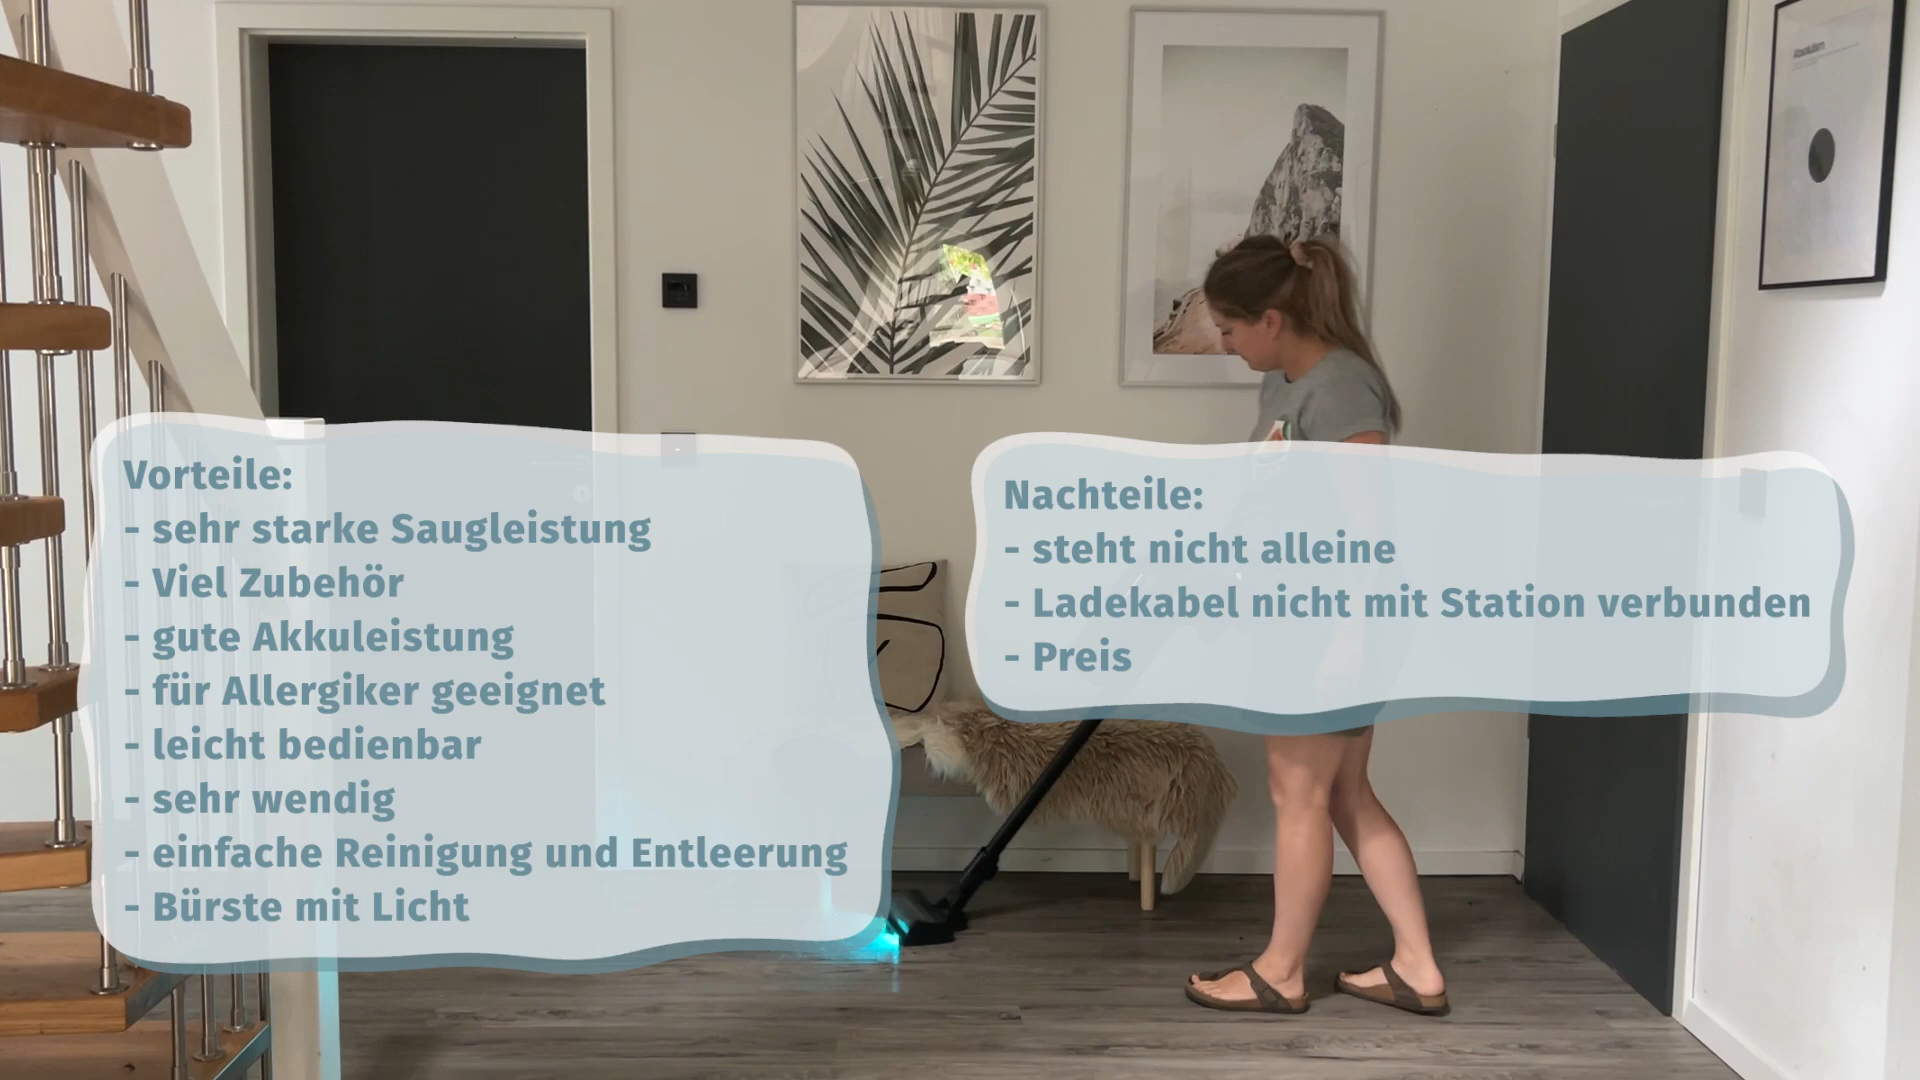 Absolutism
Vorteile:
- sehr starke Saugleistung
- Viel Zubehör
- gute Akkuleistung
- für Allergiker geeignet
- leicht bedienbar
- sehr wendig
- einfache Reinigung und Entleerung
- Bürste mit Licht
Nachteile:
- steht nicht alleine
- Ladekabel nicht mit Station verbunden
- Preis